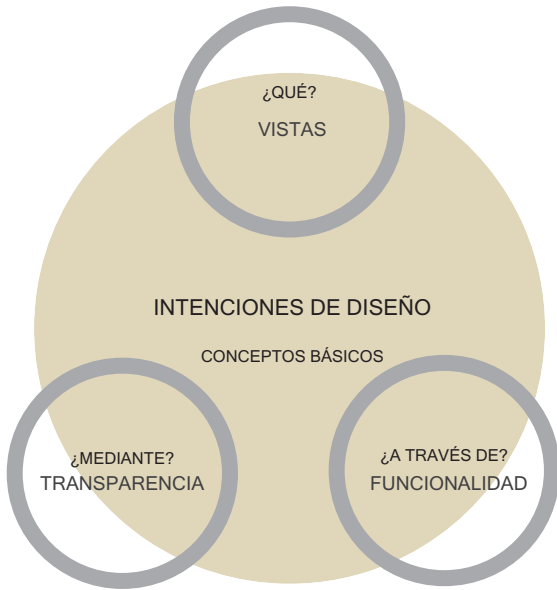 ¿QUÉ?
VISTAS
INTENCIONES DE DISEÑO
CONCEPTOS BÁSICOS
¿MEDIANTE?
TRANSPARENCIA
¿A TRAVÉS DE?
FUNCIONALIDAD